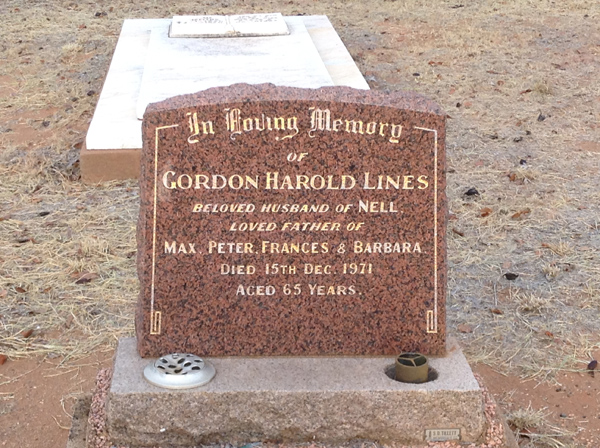 In Loving Memory
OF
GORDON HAROLD LINES
BELOVED HUSBAND OF NELL.
LOVED FATHER OF
MAX, PETER, FRANCES & BARBARA.
DIED 15TH DEC. 1971
AGED 65 YEARS.